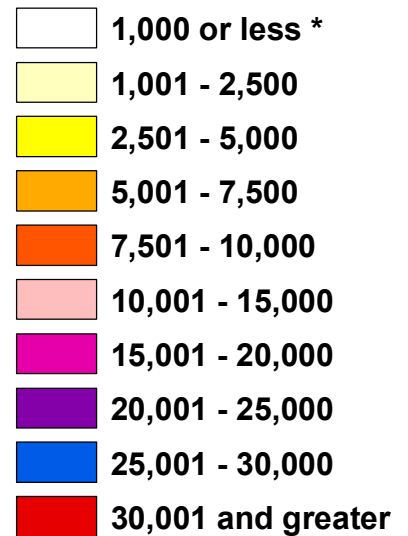 1,000 or less *
1,001 - 2,500
2,501 - 5,000
5,001 - 7,500
7,501 - 10,000
10,001 - 15,000
15,001 - 20,000
20,001 - 25,000
25,001 - 30,000
30,001 and greater